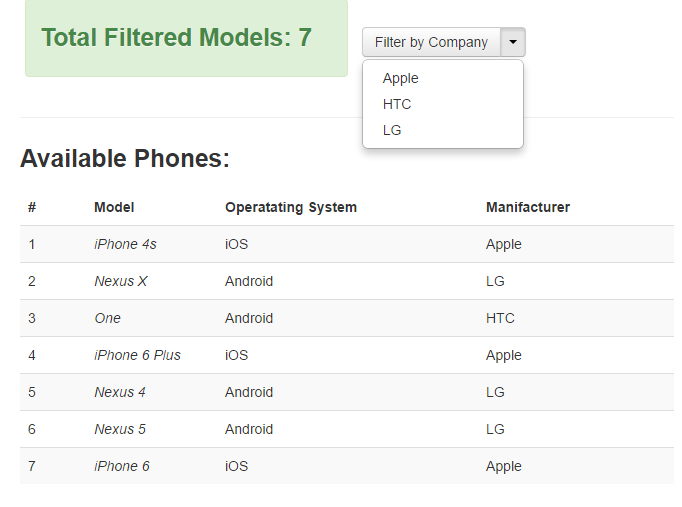 Total Filtered Models: 7
Filter by Company
Apple
HTC
LG
Available Phones:
# Model Operatating System Manifacturer
1 iPhone 4s iOS Apple
2 Nexus X Android LG
3 One Android HTC
4 iPhone 6 Plus iOS Apple
5 Nexus 4 Android LG
6 Nexus 5 Android LG
7 iPhone 6 iOS Apple